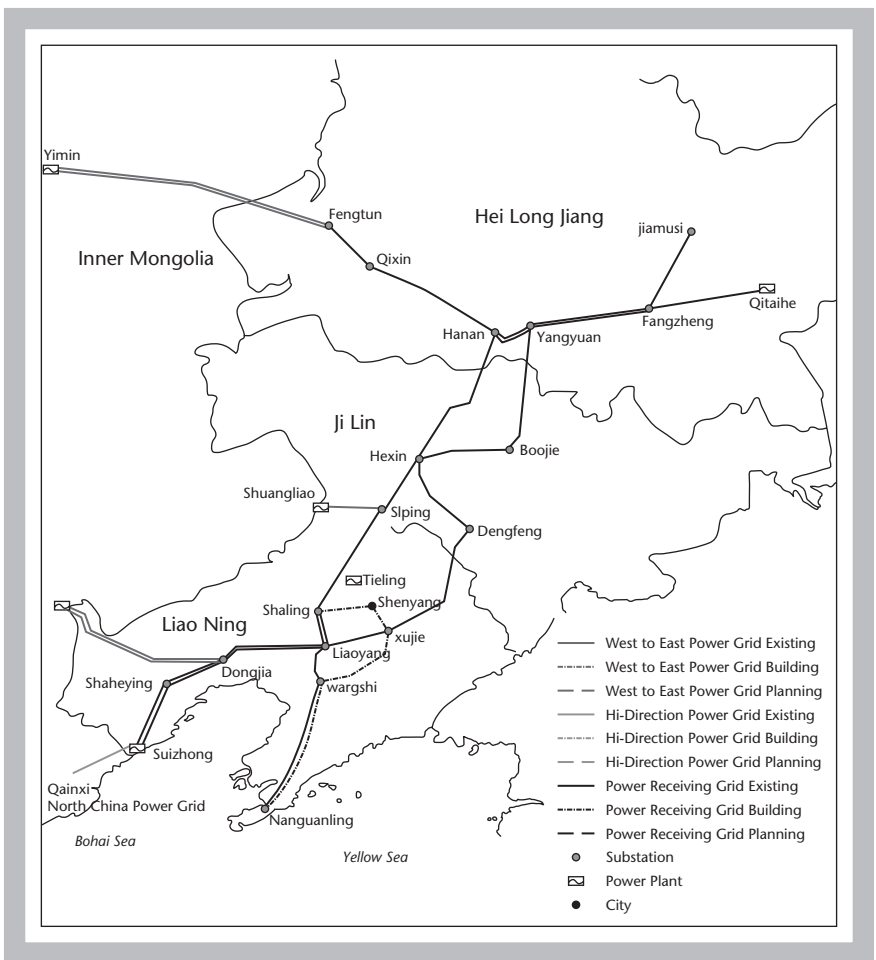 Yimin
Fengtun
Hei Long Jiang
jiamusi
Inner Mongolia
Qixin
Qitaihe
Fangzheng
Hanan
Yangyuan
Ji Lin
Hexin
Boojie
Shuangliao
Slping
Dengfeng
Tieling
Shenyang
Shaling
Liao Ning
xujie
Liaoyang
Dongjia
Shaheying
wargshi
Suizhong
Qainxi
North China Power Grid
Nanguanling
Bohai Sea
Yellow Sea
West to East Power Grid Existing
West to East Power Grid Building
West to East Power Grid Planning
Hi-Direction Power Grid Existing
Hi-Direction Power Grid Building
Hi-Direction Power Grid Planning
Power Receiving Grid Existing
Power Receiving Grid Building
Power Receiving Grid Planning
Substation
Power Plant
City